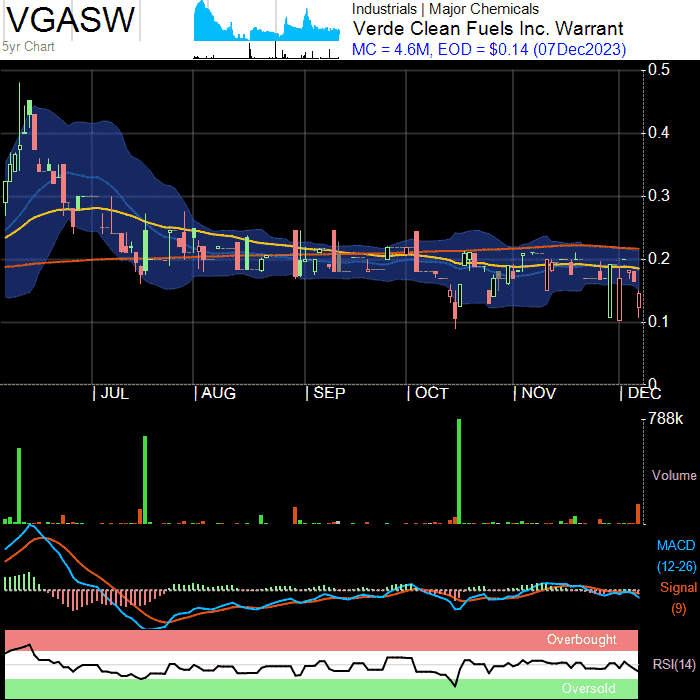 VGASW
5yr Chart
Industrials | Major Chemicals
Verde Clean Fuels Inc. Warrant
MC = 4.6M, EOD = $0.14 (07Dec2023)
0.5
0.4
0.3
0.2
0.1
0
| JUL | AUG | SEP | OCT | NOV | DEC
788k
Volume
MACD
(12-26)
Signal
(9)
Overbought
RSI(14)
Oversold